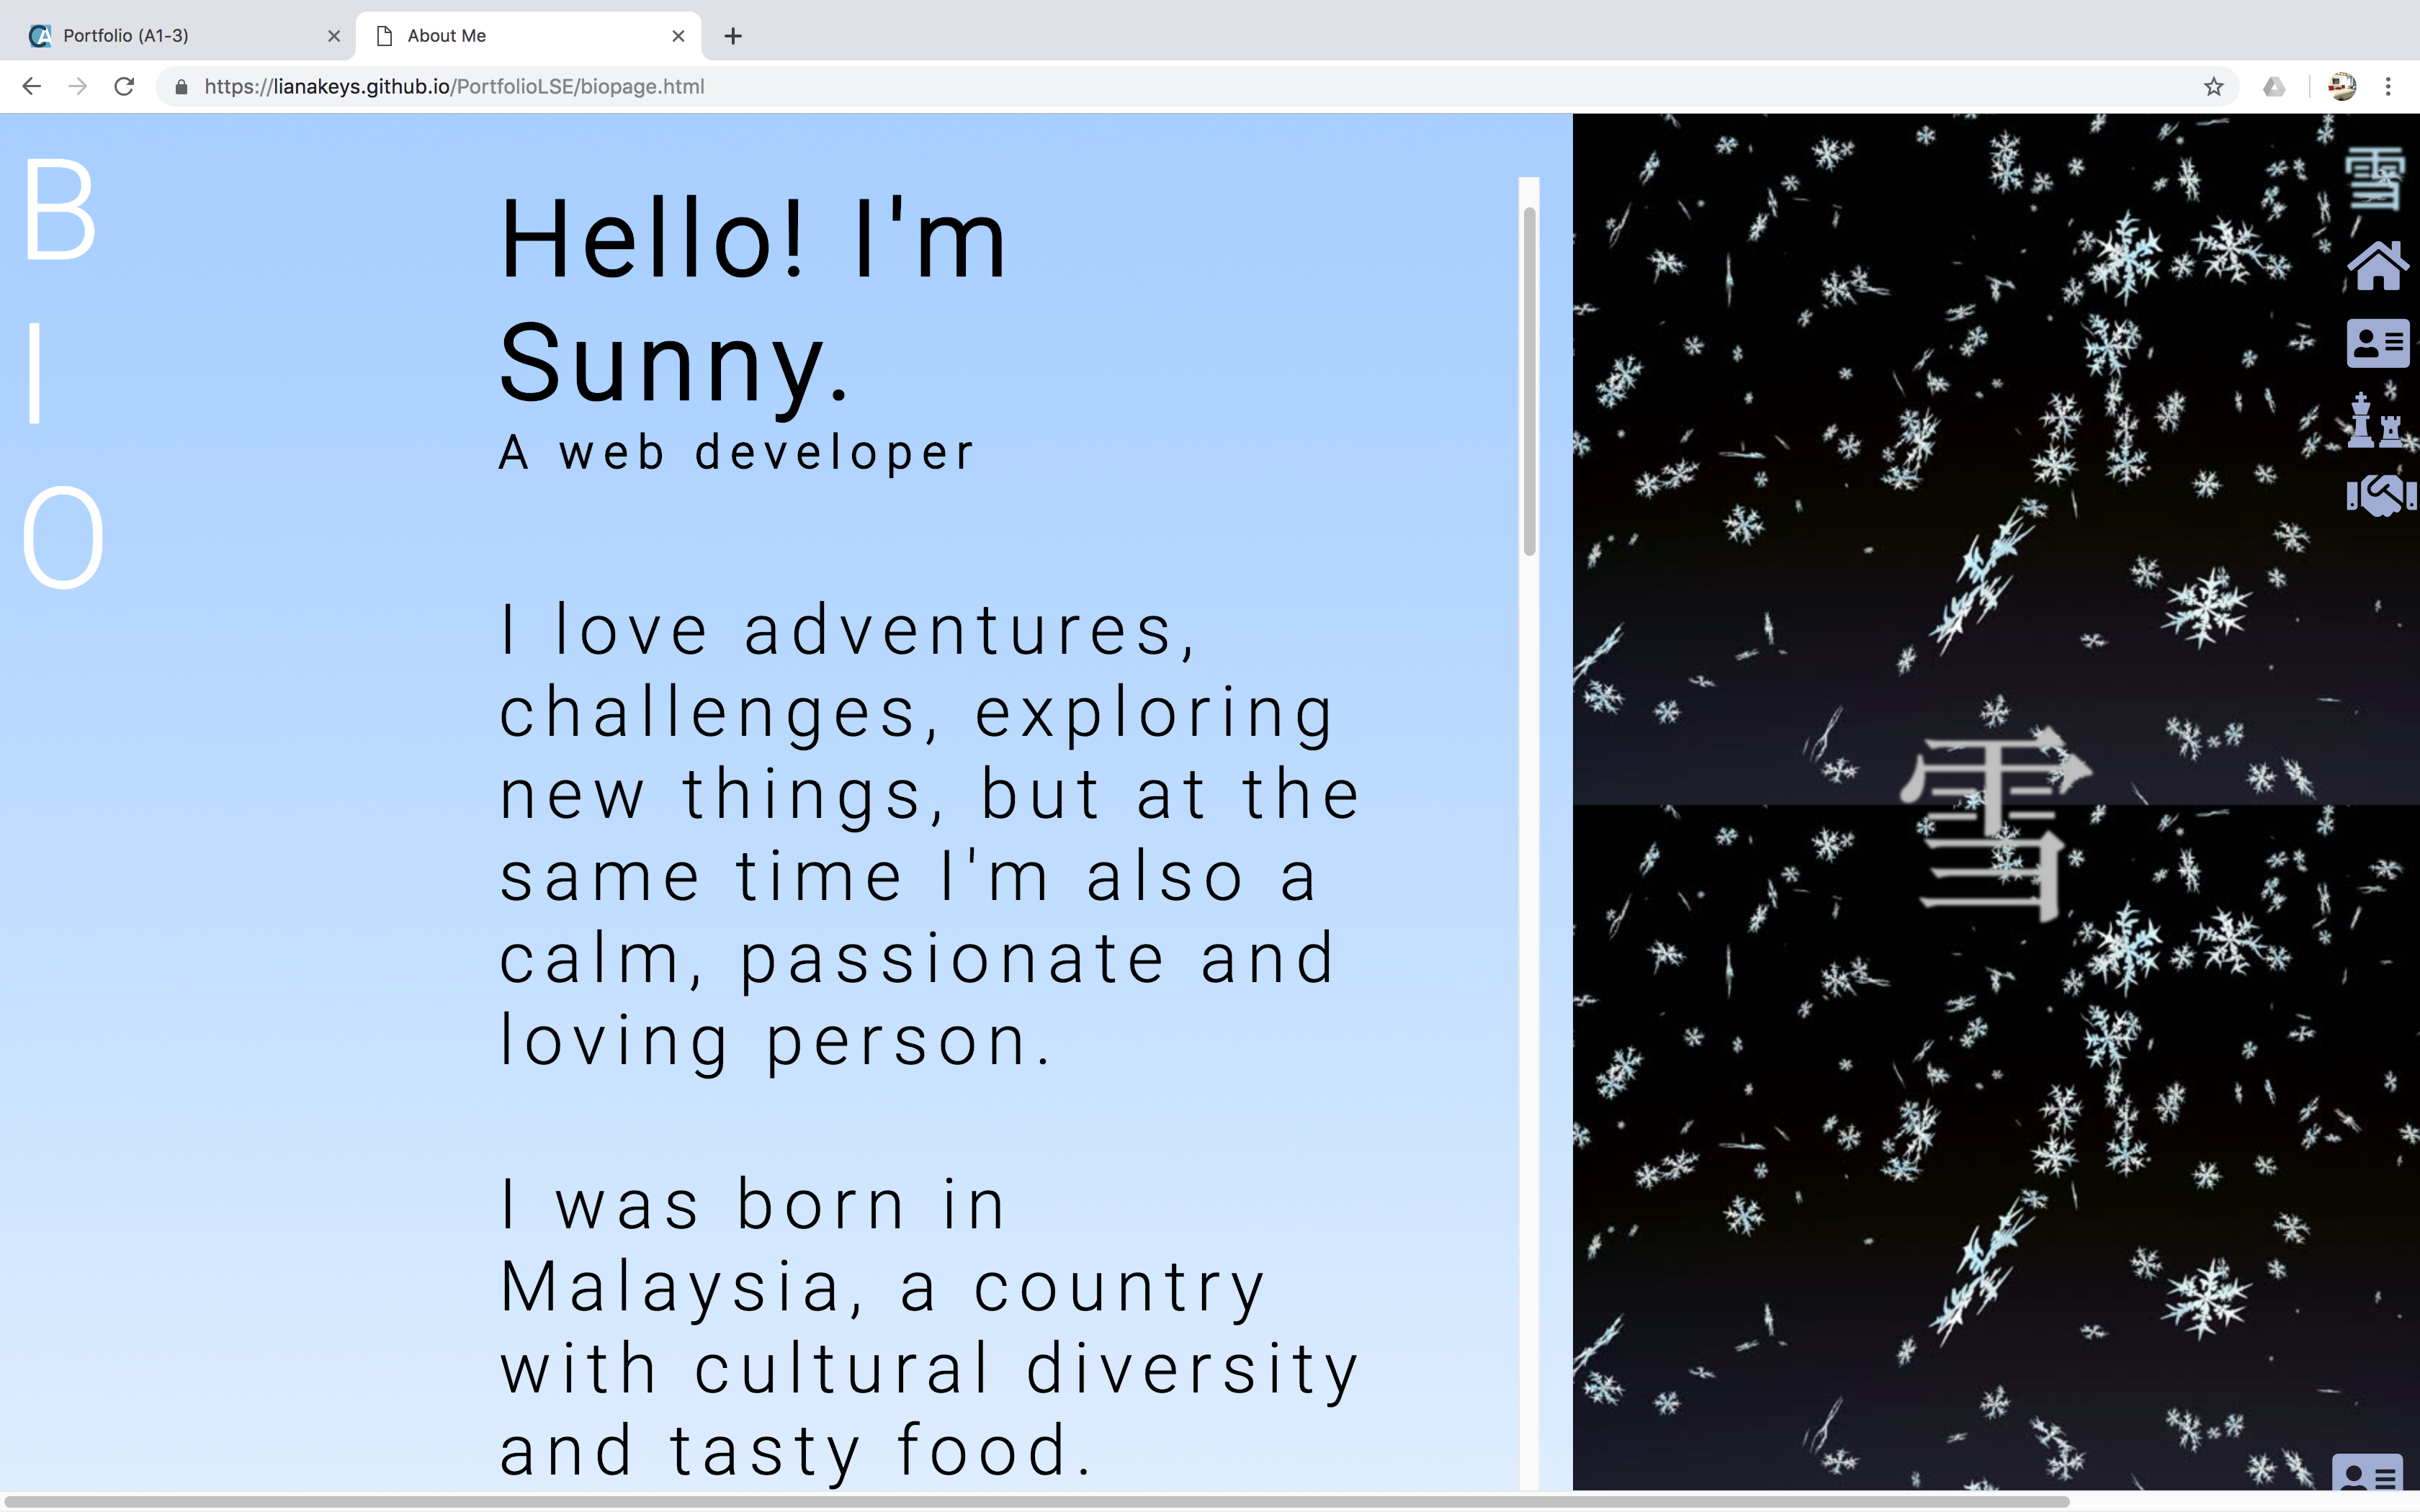 Portfolio (A1-3)
About Me
https://lianakeys.github.io/PortfolioLSE/biopage.html
B
I
O
Hello! I'm
Sunny.
A web developer
I love adventures,
challenges, exploring
new things, but at the
same time I'm also a
calm, passionate and
loving person.
I was born in
Malaysia, a country
with cultural diversity
and tasty food.
雪
雪